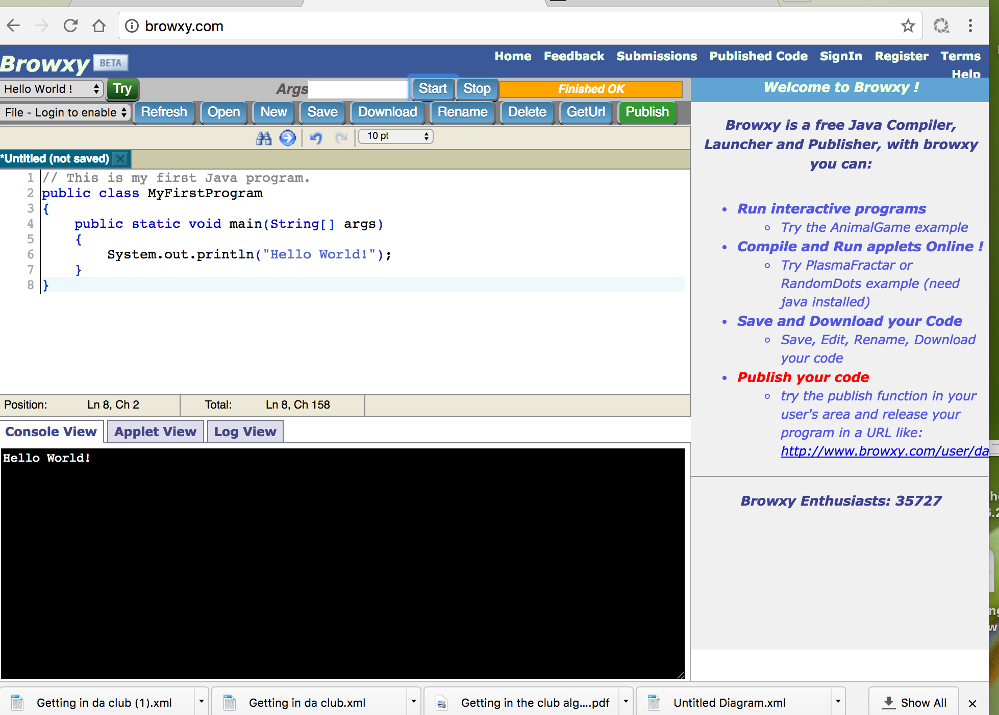 browxy.com
Browxy BETA
Home Feedback Submissions Published Code SignIn Register Terms
Help
Hello World ! Try Args Start Stop Finished OK
File - Login to enable Refresh Open New Save Download Rename Delete GetUrl Publish
10 pt
*Untitled (not saved)
1 // This is my first Java program.
2 public class MyFirstProgram
3 {
4 public static void main(String[] args)
5 {
6 System.out.println("Hello World!");
7 }
8 }
Position: Ln 8, Ch 2 Total: Ln 8, Ch 158
Console View Applet View Log View
Hello World!
Welcome to Browxy !
Browxy is a free Java Compiler,
Launcher and Publisher, with browxy
you can:
• Run interactive programs
◦ Try the AnimalGame example
• Compile and Run applets Online !
◦ Try PlasmaFractar or
RandomDots example (need
java installed)
• Save and Download your Code
◦ Save, Edit, Rename, Download
your code
• Publish your code
◦ try the publish function in your
user's area and release your
program in a URL like:
http://www.browxy.com/user/da
Browxy Enthusiasts: 35727
Getting in da club (1).xml Getting in da club.xml Getting in the club alg....pdf Untitled Diagram.xml Show All